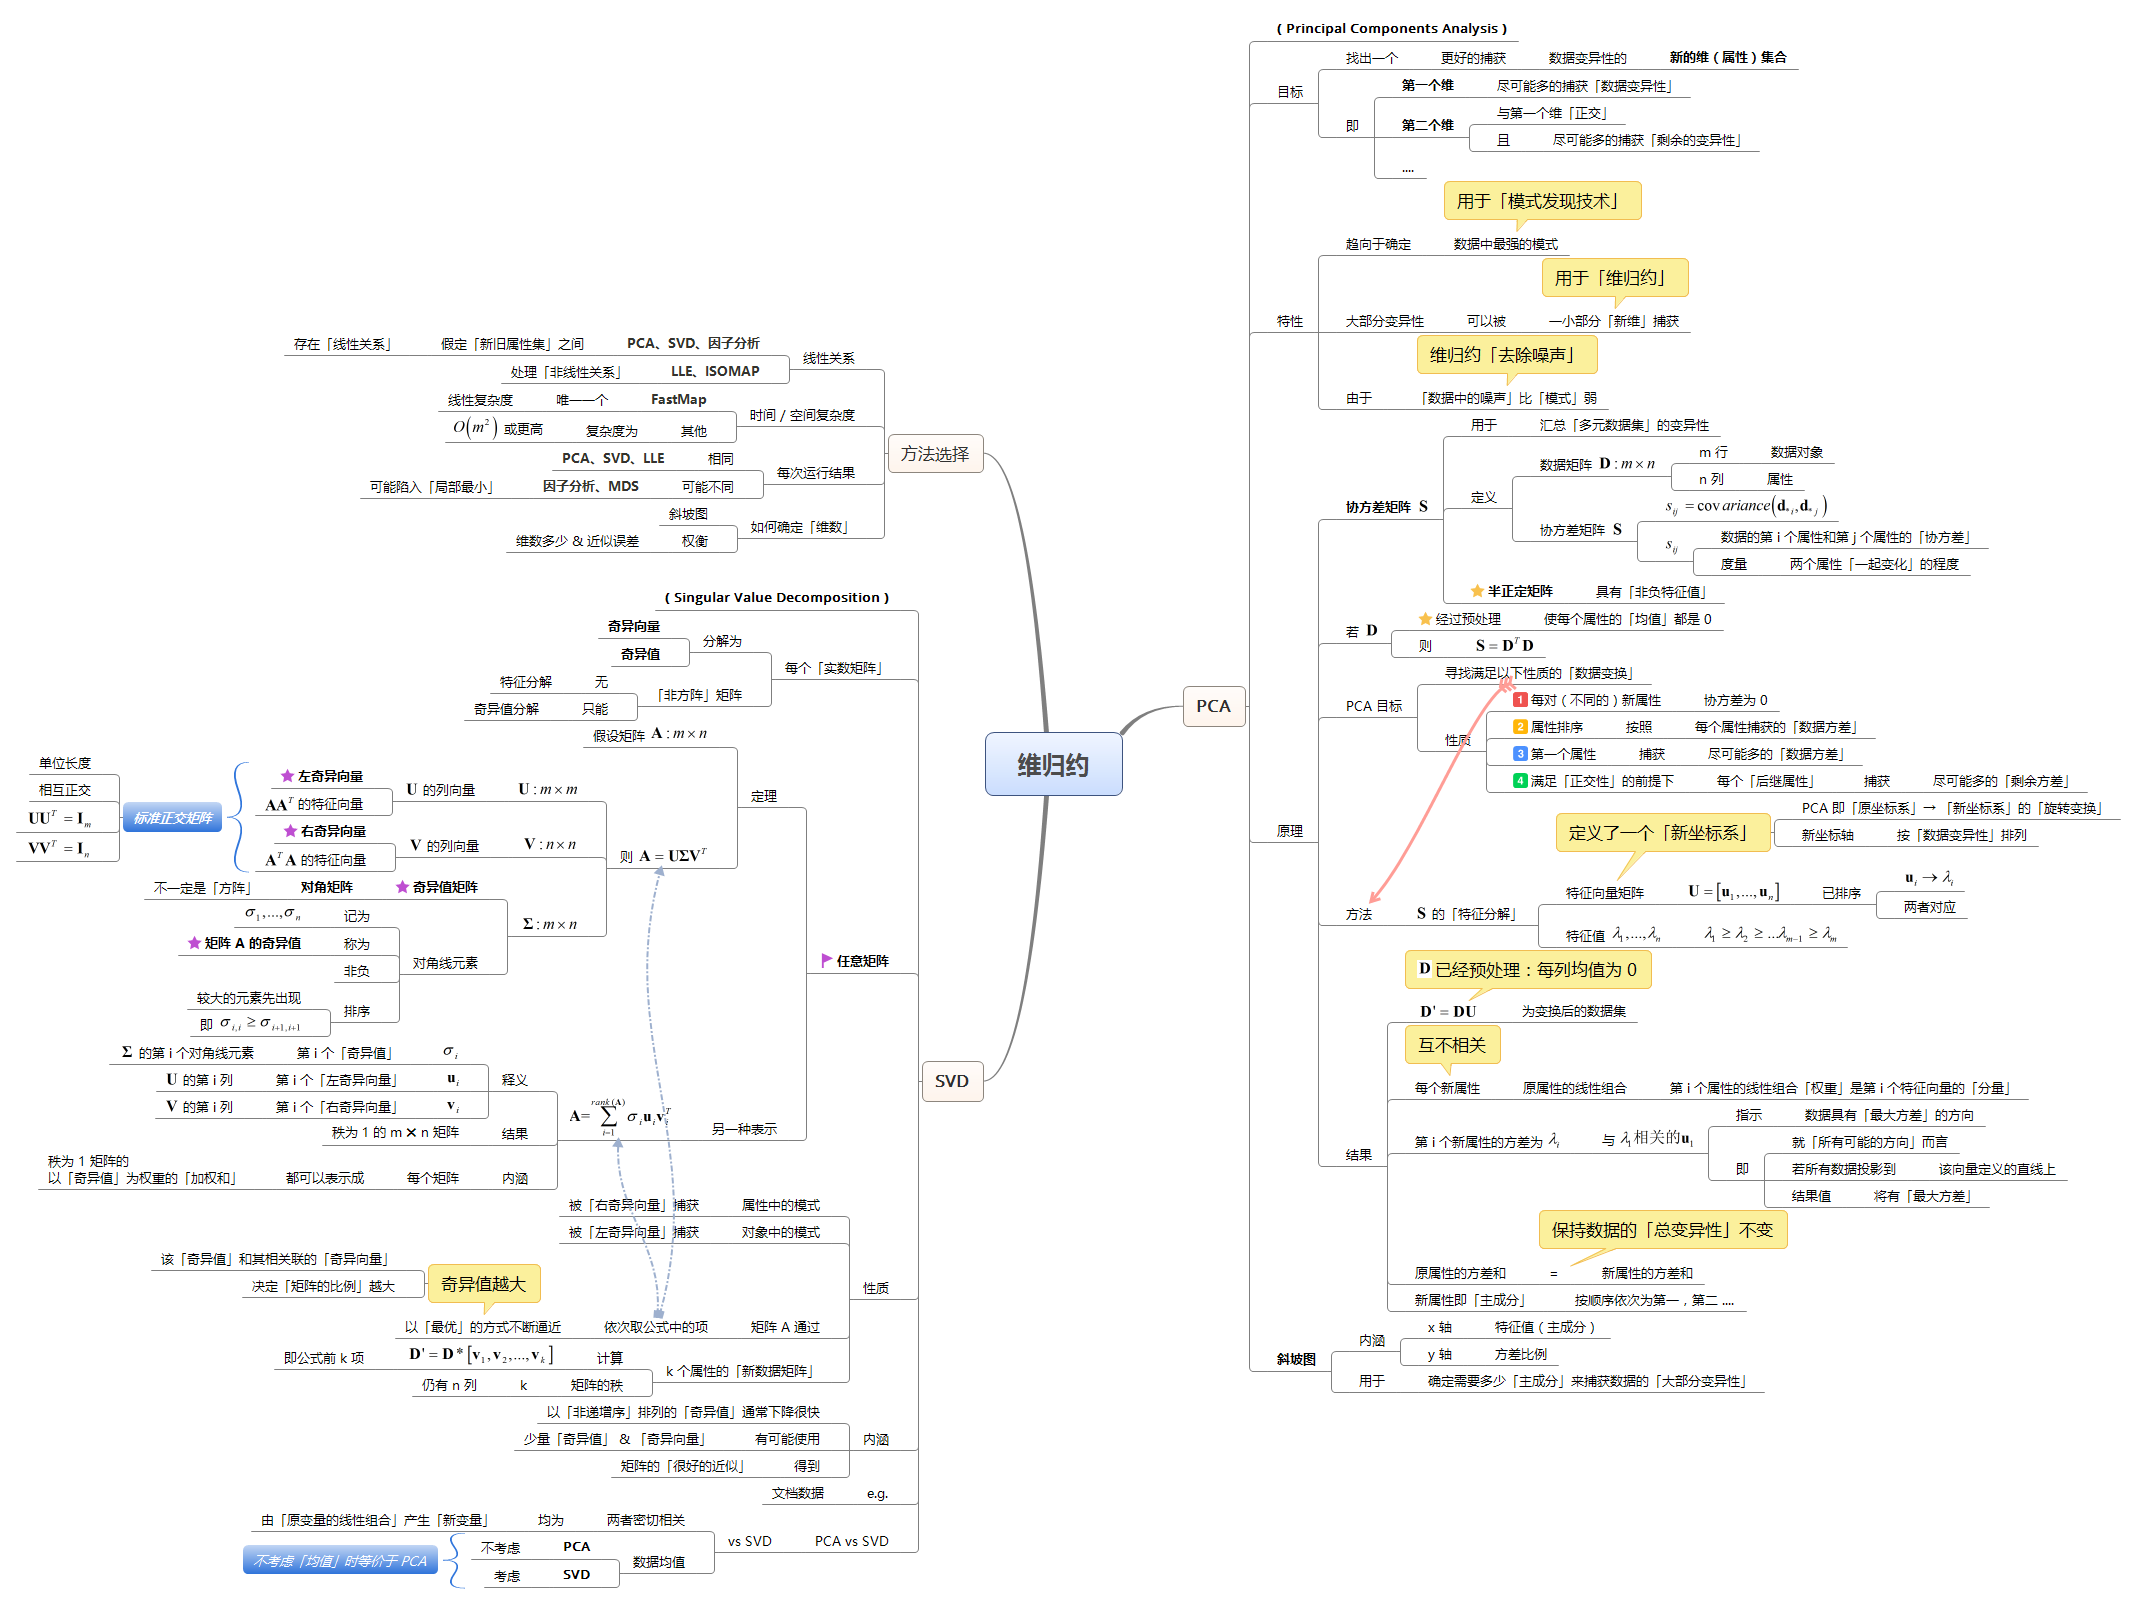 维归约
PCA
( Principal Components Analysis )
目标
找出一个 更好的捕获 数据变异性的 新的维（属性）集合
即
第一个维 尽可能多的捕获「数据变异性」
第二个维
与第一个维「正交」
且 尽可能多的捕获「剩余的变异性」
....
特性
用于「模式发现技术」
趋向于确定 数据中最强的模式
用于「维归约」
大部分变异性 可以被 一小部分「新维」捕获
维归约「去除噪声」
由于 「数据中的噪声」比「模式」弱
原理
协方差矩阵 S
用于 汇总「多元数据集」的变异性
定义
数据矩阵 D : m × n
m 行 数据对象
n 列 属性
协方差矩阵 S
s_ij = covariance(d_*i, d_*j)
s_ij
数据的第 i 个属性和第 j 个属性的「协方差」
度量 两个属性「一起变化」的程度
半正定矩阵 具有「非负特征值」
若 D
经过预处理 使每个属性的「均值」都是 0
则 S = D^T D
PCA 目标
寻找满足以下性质的「数据变换」
性质
1 每对（不同的）新属性 协方差为 0
2 属性排序 按照 每个属性捕获的「数据方差」
3 第一个属性 捕获 尽可能多的「数据方差」
4 满足「正交性」的前提下 每个「后继属性」 捕获 尽可能多的「剩余方差」
方法 S 的「特征分解」
定义了一个「新坐标系」
PCA 即「原坐标系」→ 「新坐标系」的「旋转变换」
新坐标轴 按「数据变异性」排列
特征向量矩阵 U = [u_1,...,u_n] 已排序
u_i → λ_i
两者对应
特征值 λ_1,...,λ_n λ_1 ≥ λ_2 ≥ ...λ_m−1 ≥ λ_m
结果
D 已经预处理：每列均值为 0
D' = DU 为变换后的数据集
互不相关
每个新属性 原属性的线性组合 第 i 个属性的线性组合「权重」是第 i 个特征向量的「分量」
第 i 个新属性的方差为 λ_i 与 λ_1相关的u_1
指示 数据具有「最大方差」的方向
即
就「所有可能的方向」而言
若所有数据投影到 该向量定义的直线上
结果值 将有「最大方差」
保持数据的「总变异性」不变
原属性的方差和 = 新属性的方差和
新属性即「主成分」 按顺序依次为第一，第二 ....
斜坡图
内涵
x 轴 特征值（主成分）
y 轴 方差比例
用于 确定需要多少「主成分」来捕获数据的「大部分变异性」
方法选择
线性关系
存在「线性关系」 假定「新旧属性集」之间 PCA、SVD、因子分析
处理「非线性关系」 LLE、ISOMAP
时间 / 空间复杂度
线性复杂度 唯一一个 FastMap
O(m^2) 或更高 复杂度为 其他
每次运行结果
PCA、SVD、LLE 相同
可能陷入「局部最小」 因子分析、MDS 可能不同
如何确定「维数」
斜坡图
维数多少 & 近似误差 权衡
SVD
( Singular Value Decomposition )
每个「实数矩阵」
分解为
奇异向量
奇异值
「非方阵」矩阵
特征分解 无
奇异值分解 只能
任意矩阵
定理
假设矩阵 A : m × n
则 A = UΣV^T
U 的列向量 U : m × m
左奇异向量
AA^T 的特征向量
V 的列向量 V : n × n
右奇异向量
A^T A 的特征向量
标准正交矩阵
单位长度
相互正交
UU^T = I_m
VV^T = I_n
Σ : m × n
不一定是「方阵」 对角矩阵 奇异值矩阵
对角线元素
σ_1,...,σ_n 记为
矩阵 A 的奇异值 称为
非负
排序
较大的元素先出现
即 σ_i,i ≥ σ_i+1,i+1
另一种表示
A=∑_{i−1}^{rank(A)} σ_i u_i v_i^T
释义
Σ 的第 i 个对角线元素 第 i 个「奇异值」 σ_i
U 的第 i 列 第 i 个「左奇异向量」 u_i
V 的第 i 列 第 i 个「右奇异向量」 v_i
秩为 1 的 m × n 矩阵 结果
秩为 1 矩阵的
以「奇异值」为权重的「加权和」 都可以表示成 每个矩阵 内涵
性质
被「右奇异向量」捕获 属性中的模式
被「左奇异向量」捕获 对象中的模式
该「奇异值」和其相关联的「奇异向量」
决定「矩阵的比例」越大
奇异值越大
以「最优」的方式不断逼近 依次取公式中的项 矩阵 A 通过
k 个属性的「新数据矩阵」
即公式前 k 项 D' = D * [v_1, v_2,..., v_k] 计算
仍有 n 列 k 矩阵的秩
内涵
以「非递增序」排列的「奇异值」通常下降很快
少量「奇异值」 & 「奇异向量」 有可能使用
矩阵的「很好的近似」 得到
文档数据 e.g.
PCA vs SVD
vs SVD
由「原变量的线性组合」产生「新变量」 均为 两者密切相关
数据均值
不考虑 PCA
考虑 SVD
不考虑「均值」时等价于 PCA